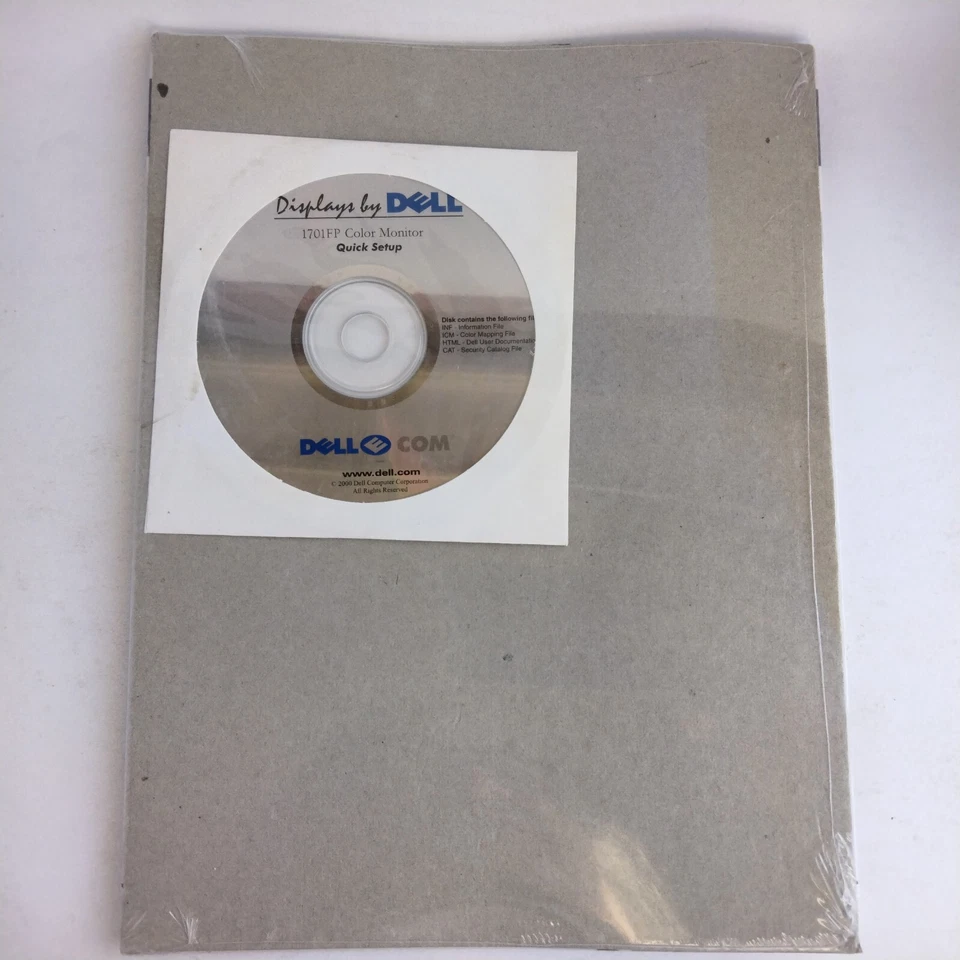 Displays by DELL
1701FP Color Monitor
Quick Setup
Disk contains the following fi
INF - Information File
ICM - Color Mapping File
HTML - Dell User Documentati
CAT - Security Catalog File
DELL E COM
www.dell.com
© 2000 Dell Computer Corporation
All Rights Reserved